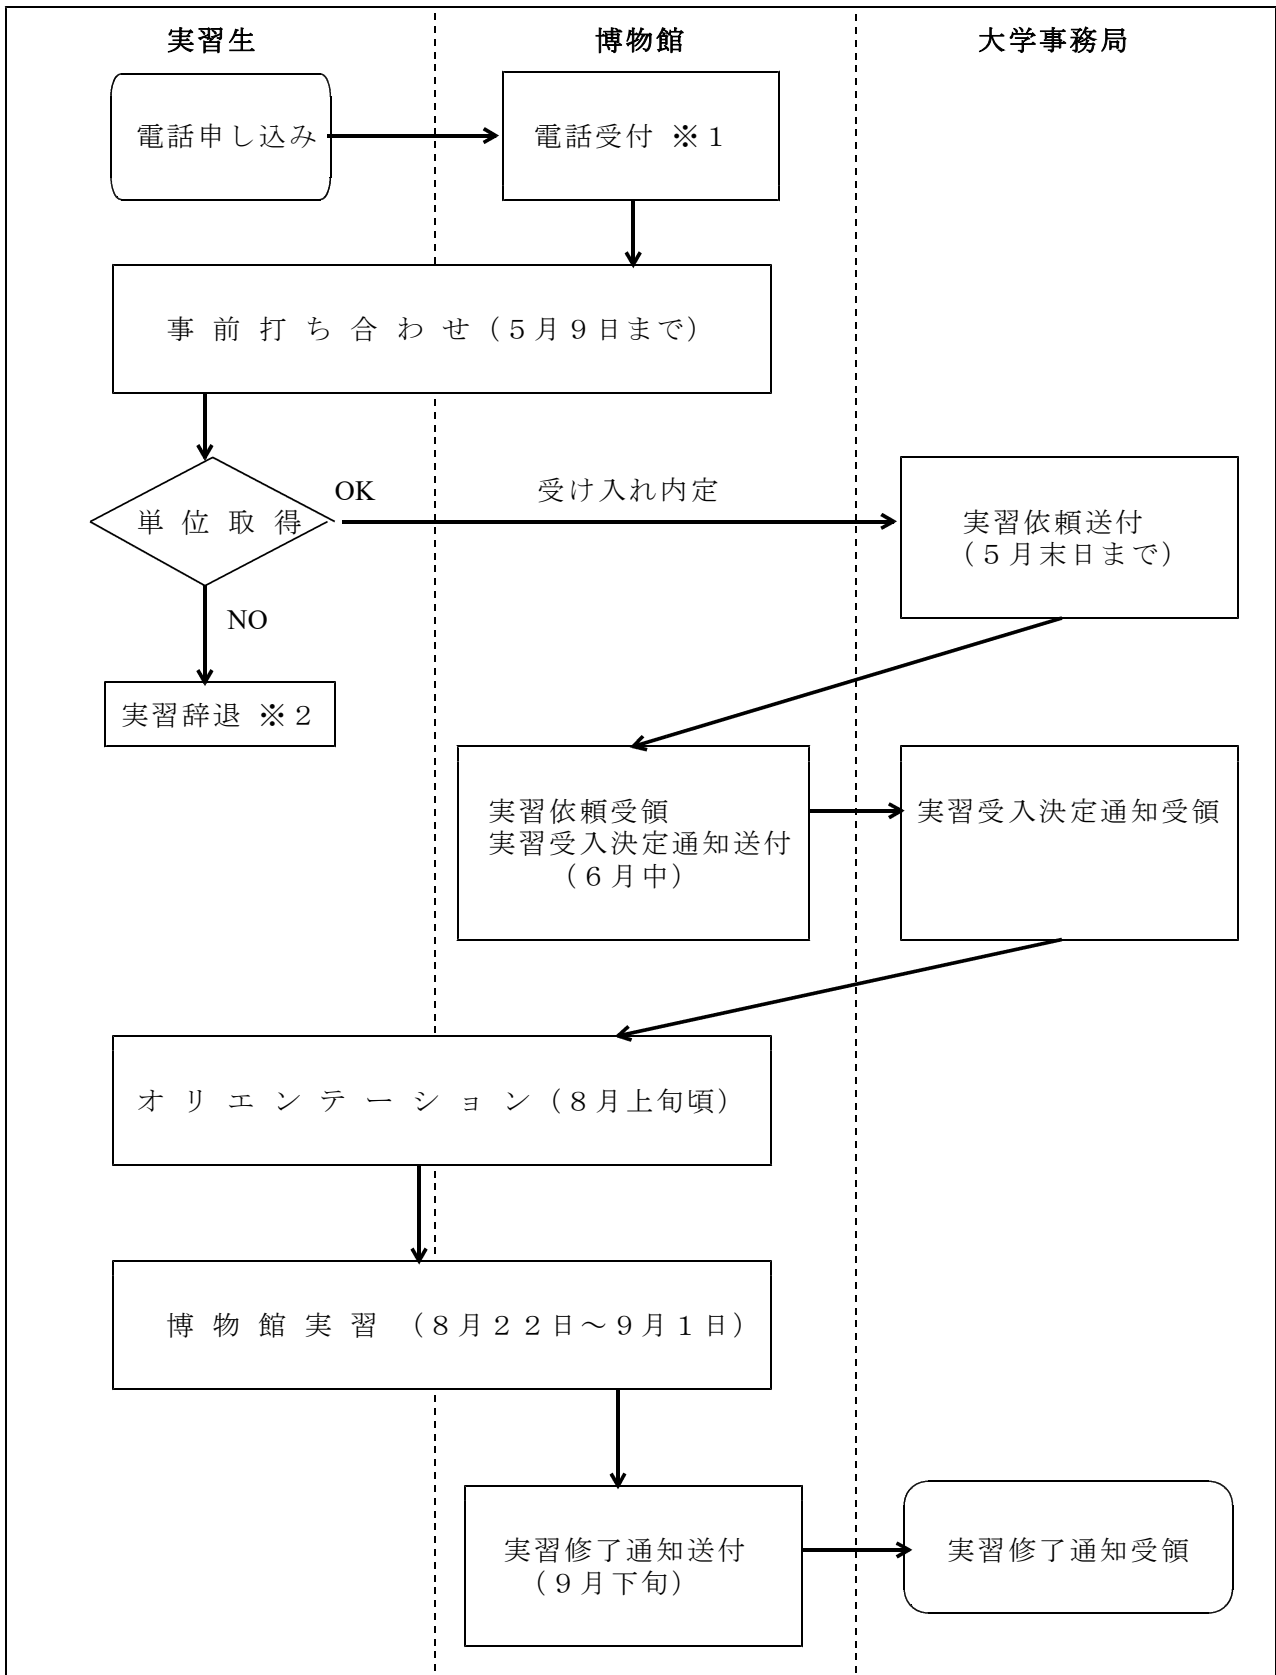 実習生
博物館
大学事務局
電話申し込み
電話受付 ※１
事前打ち合わせ（５月９日まで）
単位取得
OK
受け入れ内定
実習依頼送付
（５月末日まで）
NO
実習辞退 ※２
実習依頼受領
実習受入決定通知送付
（６月中）
実習受入決定通知受領
オリエンテーション（８月上旬頃）
博物館実習 （８月２２日～９月１日）
実習修了通知送付
（９月下旬）
実習修了通知受領